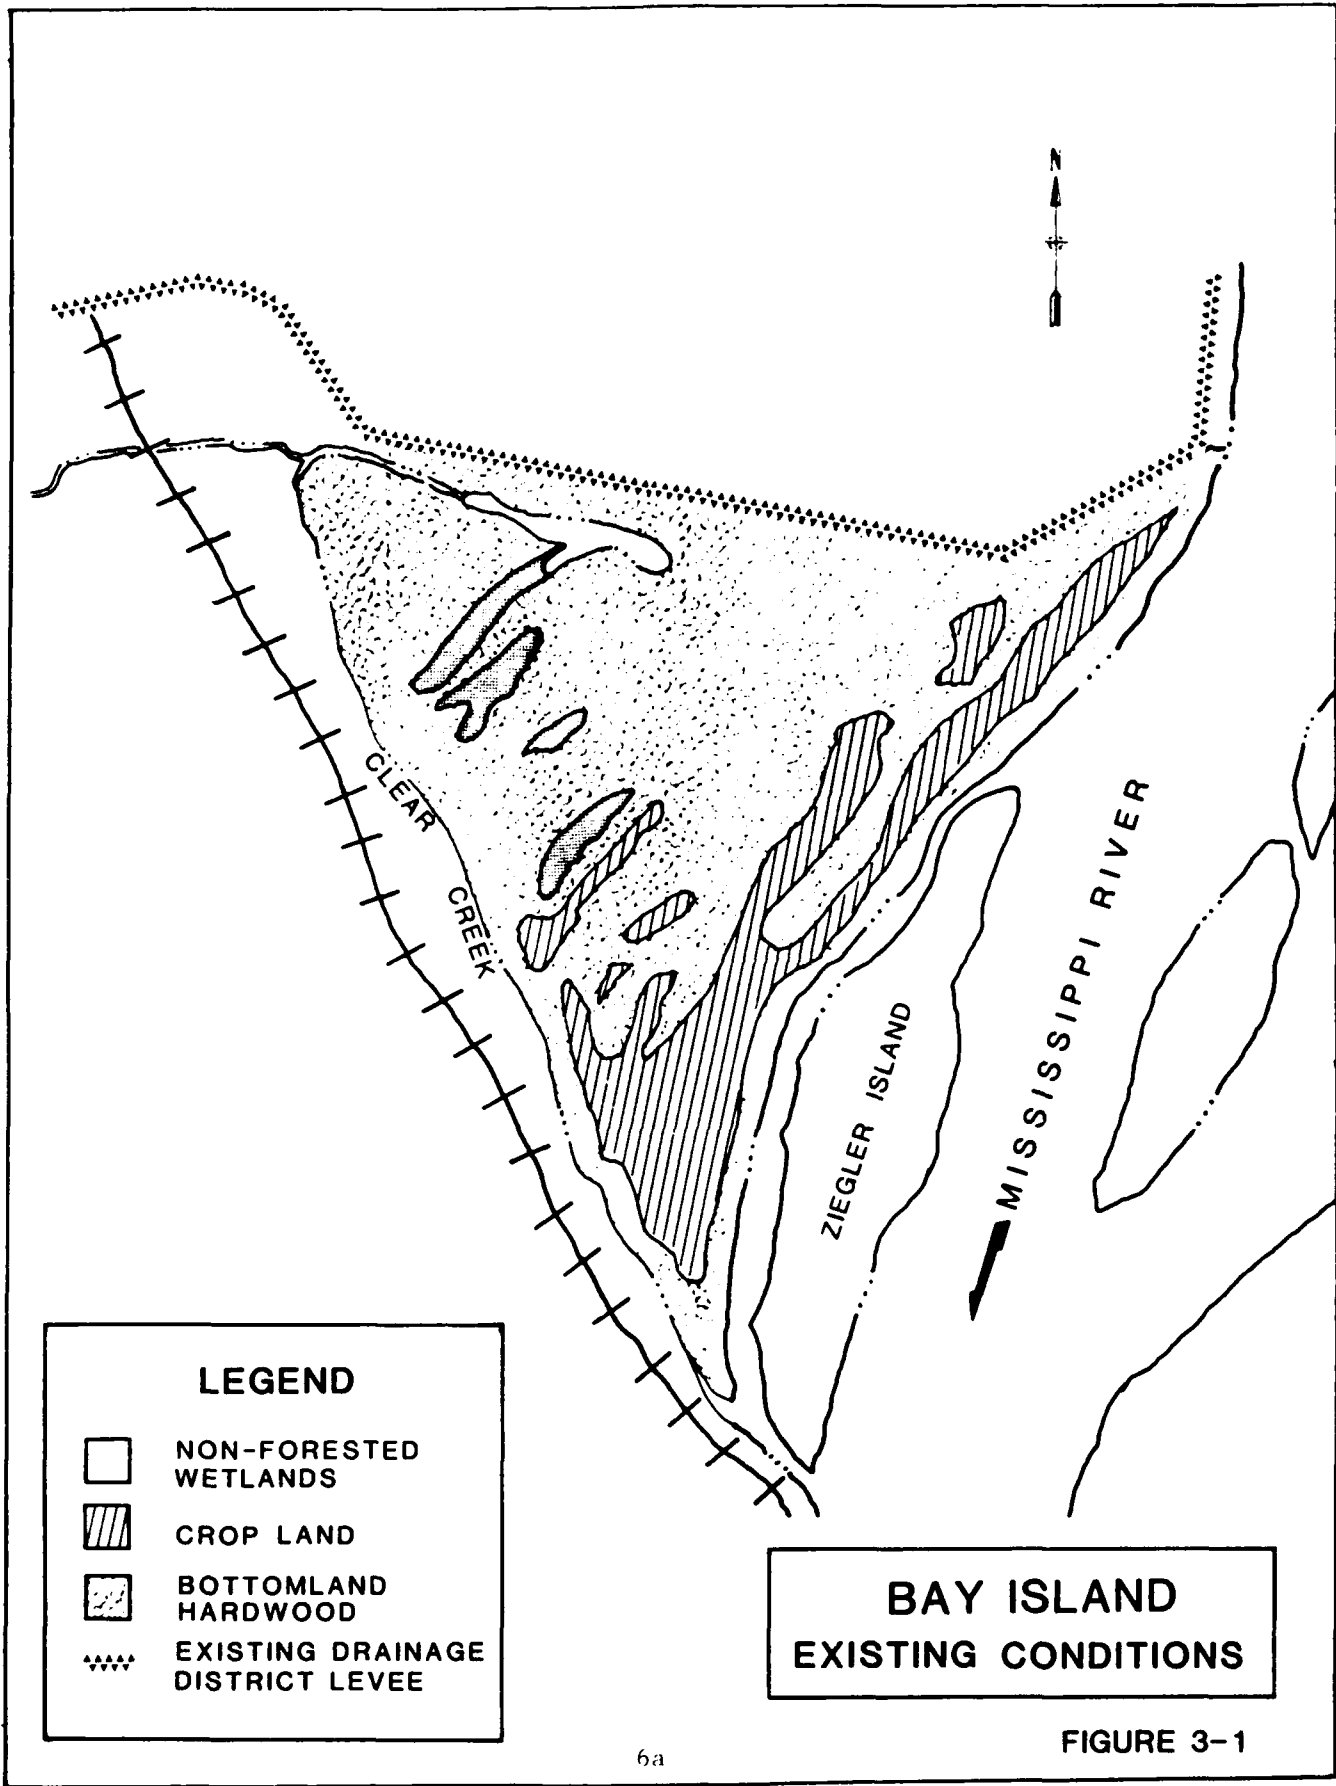 N
CLEAR
CREEK
ZIEGLER ISLAND
MISSISSIPPI RIVER
LEGEND
NON-FORESTED
WETLANDS
CROP LAND
BOTTOMLAND
HARDWOOD
EXISTING DRAINAGE
DISTRICT LEVEE
BAY ISLAND
EXISTING CONDITIONS
FIGURE 3-1
6a